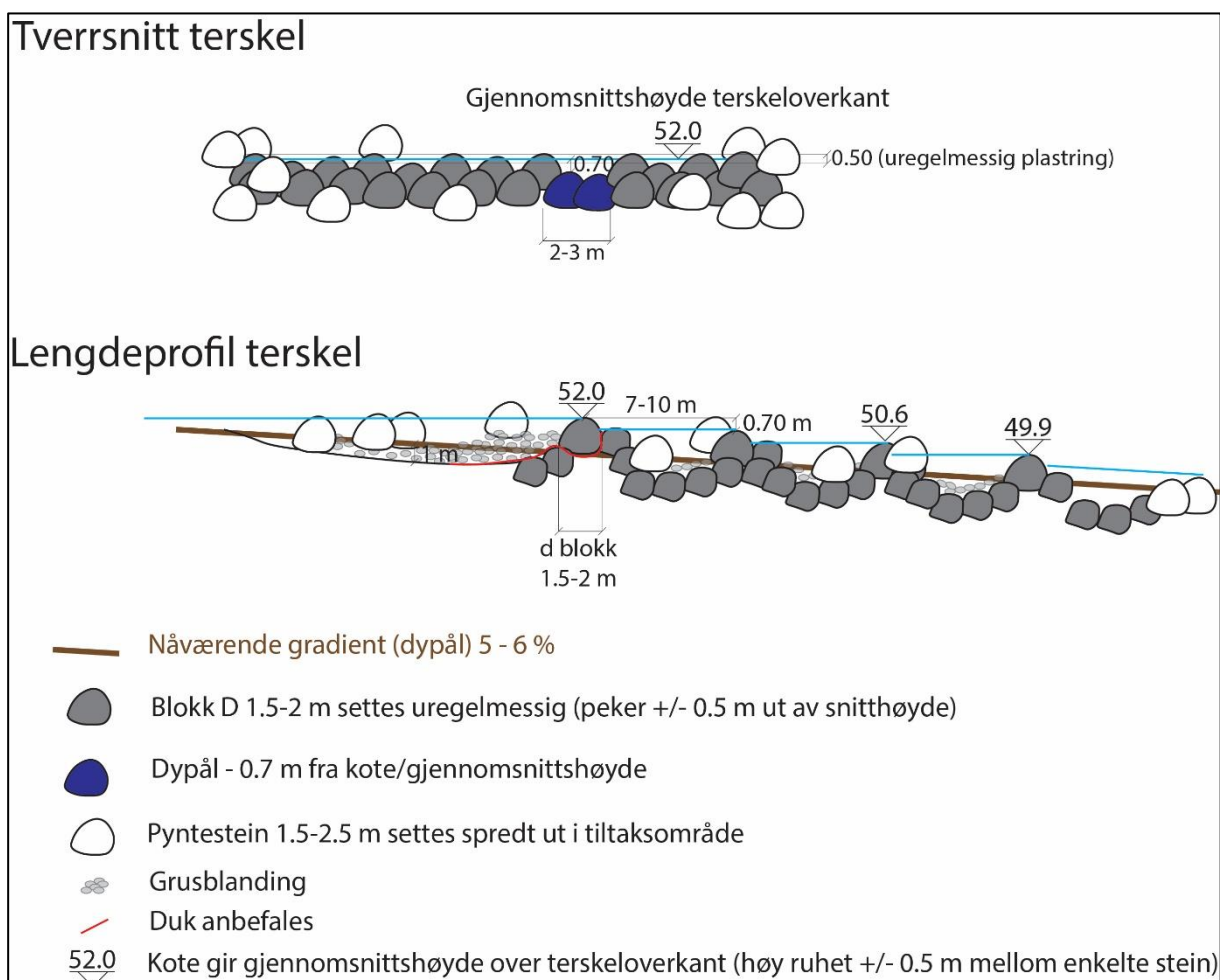 Tverrsnitt terskel
Gjennomsnittshøyde terskeloverkant
52.0
0.70
0.50 (uregelmessig plastring)
2-3 m
Lengdeprofil terskel
52.0
7-10 m
0.70 m
50.6
49.9
1 m
d blokk
1.5-2 m
Nåværende gradient (dypål) 5 - 6 %
Blokk D 1.5-2 m settes uregelmessig (peker +/- 0.5 m ut av snitthøyde)
Dypål - 0.7 m fra kote/gjennomsnittshøyde
Pyntestein 1.5-2.5 m settes spredt ut i tiltaksområde
Grusblanding
Duk anbefales
52.0 Kote gir gjennomsnittshøyde over terskeloverkant (høy ruhet +/- 0.5 m mellom enkelte stein)